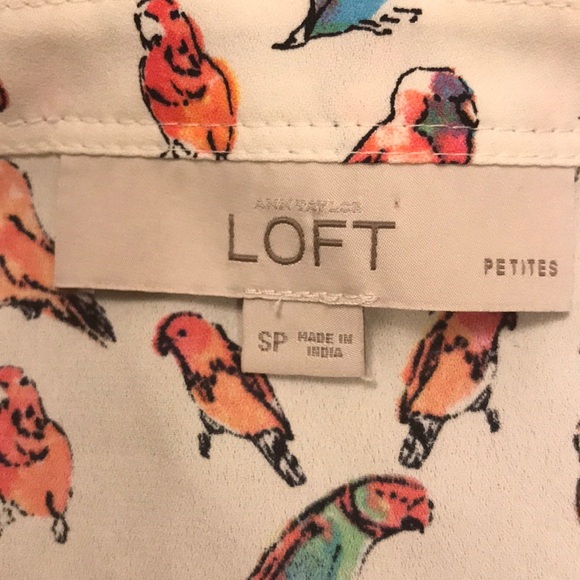 ANN TAYLOR
LOFT
PETITES
SP
MADE IN
INDIA